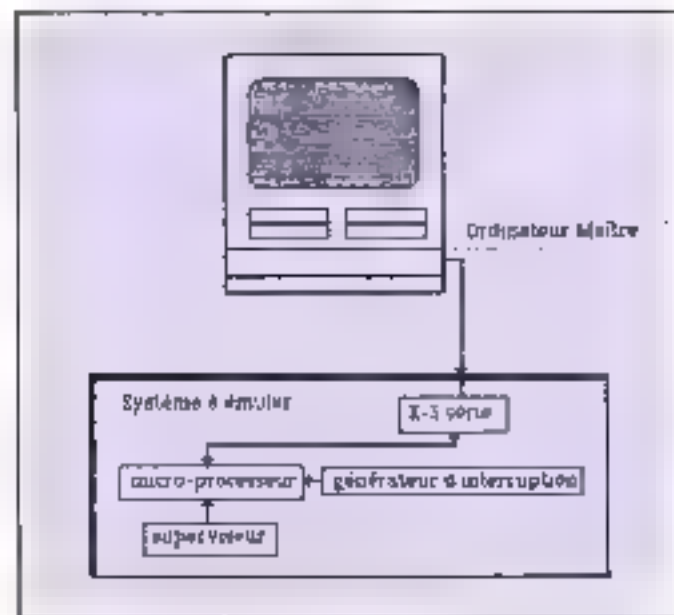 Ordinateur Maître
Système à émuler
série
micro-processeur
générateur d'interruption
superviseur